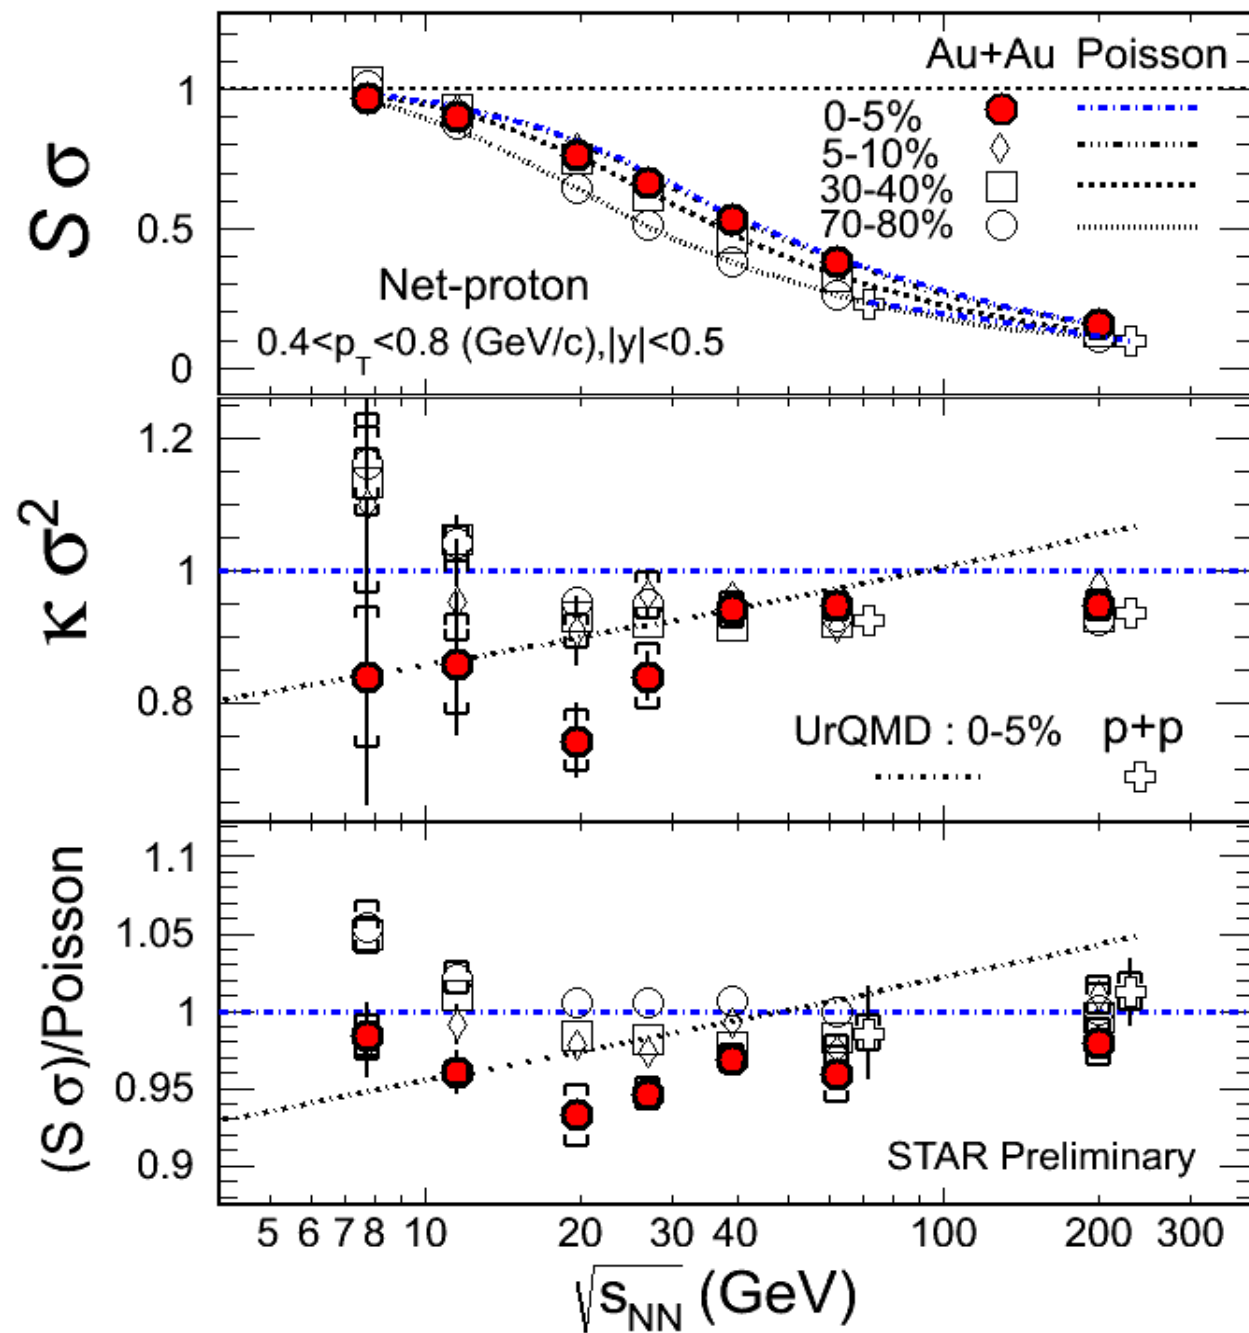 S σ
1
0.5
0
Au+Au Poisson
0-5%
5-10%
30-40%
70-80%
Net-proton
0.4<p_T<0.8 (GeV/c),|y|<0.5
κ σ²
1.2
1
0.8
UrQMD : 0-5% p+p
(S σ)/Poisson
1.1
1.05
1
0.95
0.9
STAR Preliminary
5 6 7 8 10 20 30 40 100 200 300
√s_NN (GeV)